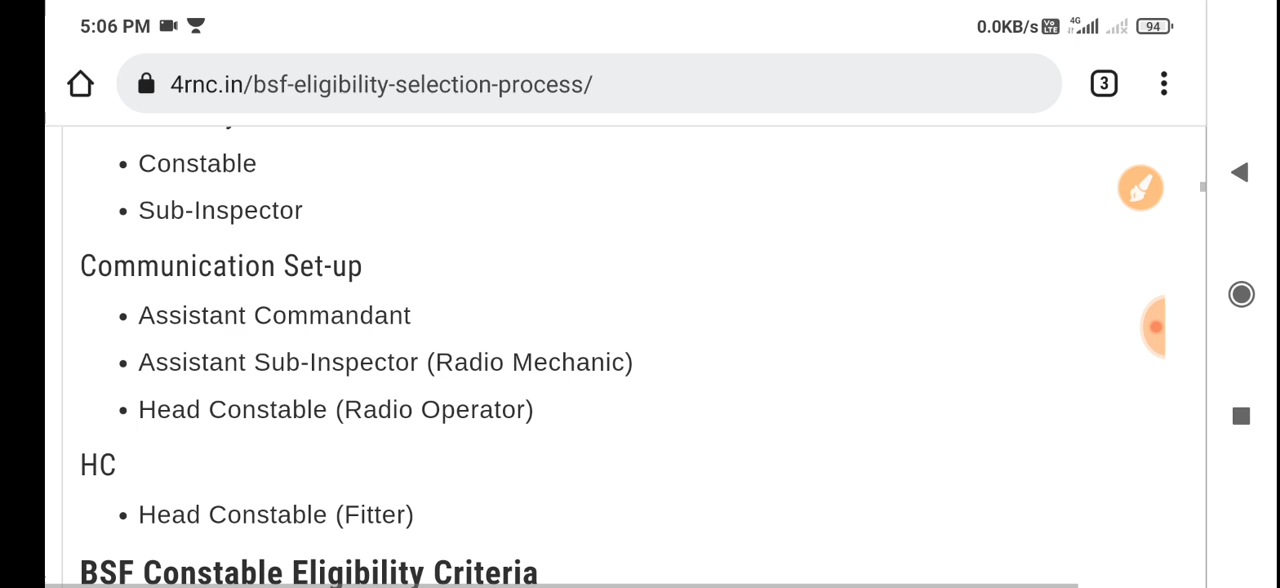 5:06 PM
0.0KB/s Vo LTE 4G 94
4rnc.in/bsf-eligibility-selection-process/
3
• Constable
• Sub-Inspector
Communication Set-up
• Assistant Commandant
• Assistant Sub-Inspector (Radio Mechanic)
• Head Constable (Radio Operator)
HC
• Head Constable (Fitter)
BSF Constable Eligibility Criteria